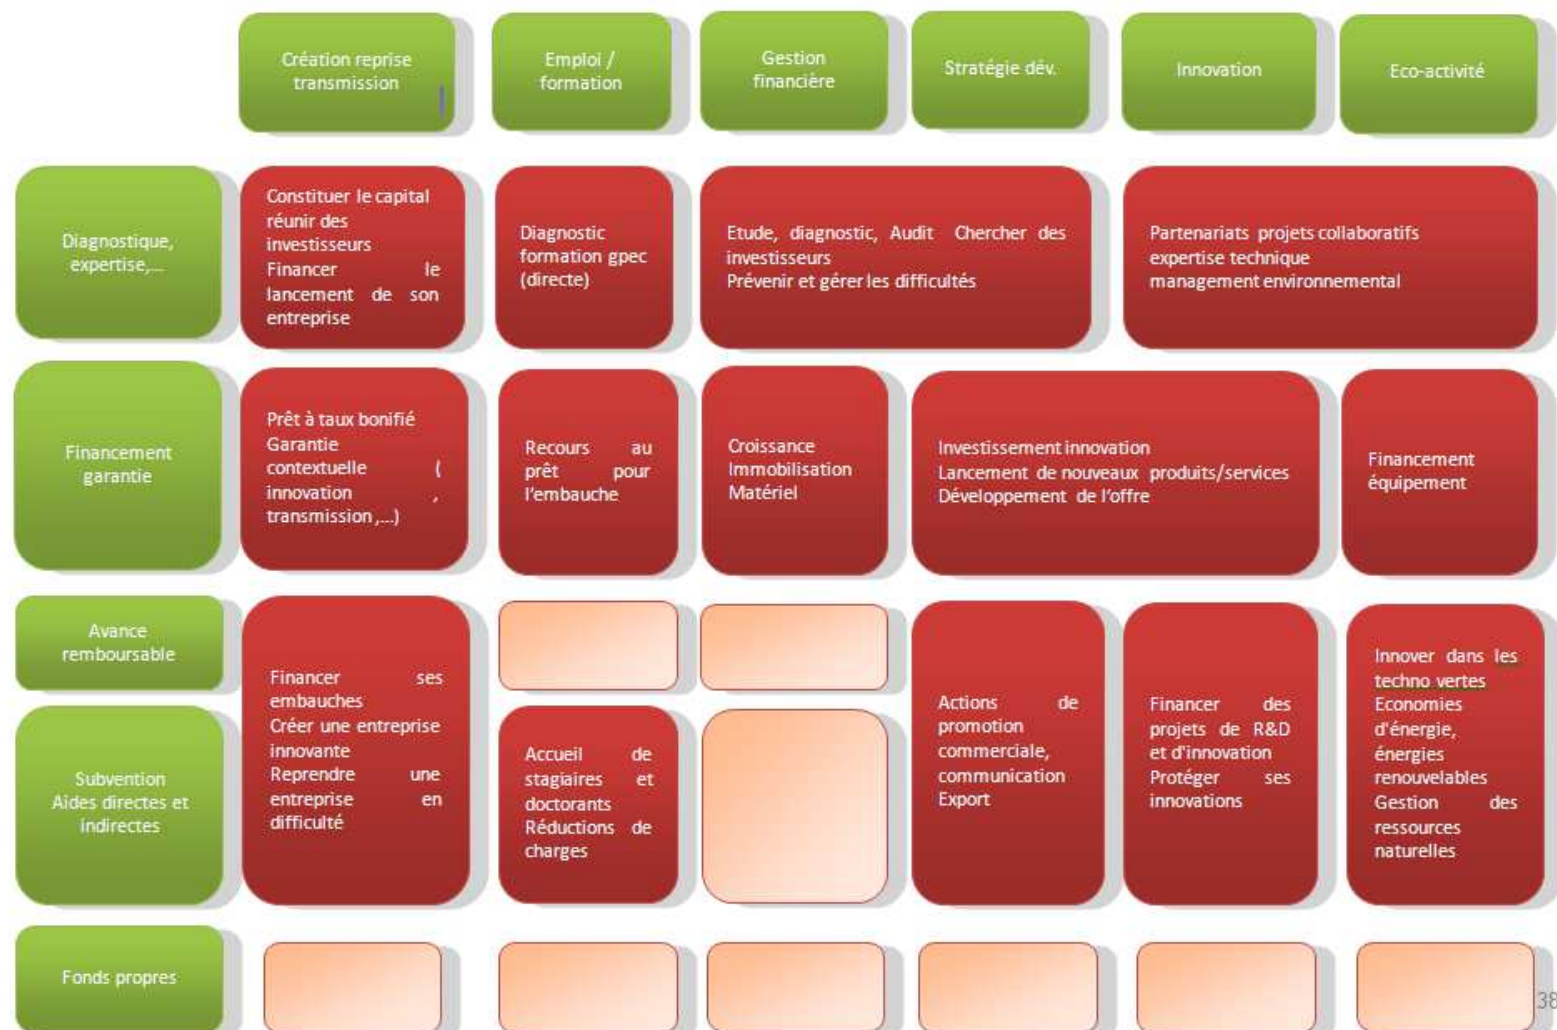 Création reprise
transmission
Emploi /
formation
Gestion
financière
Stratégie dév.
Innovation
Eco-activité
Diagnostique,
expertise,...
Constituer le capital
réunir des
investisseurs
Financer le
lancement de son
entreprise
Diagnostic
formation gpec
(directe)
Etude, diagnostic, Audit Chercher des
investisseurs
Prévenir et gérer les difficultés
Partenariats projets collaboratifs
expertise technique
management environnemental
Financement
garantie
Prêt à taux bonifié
Garantie
contextuelle (
innovation ,
transmission ,...)
Recours au
prêt pour
l'embauche
Croissance
Immobilisation
Matériel
Investissement innovation
Lancement de nouveaux produits/services
Développement de l'offre
Financement
équipement
Avance
remboursable
Subvention
Aides directes et
indirectes
Financer ses
embauches
Créer une entreprise
innovante
Reprendre une
entreprise en
difficulté
Accueil de
stagiaires et
doctorants
Réductions de
charges
Actions de
promotion
commerciale,
communication
Export
Financer des
projets de R&D
et d'innovation
Protéger ses
innovations
Innover dans les
techno vertes
Economies
d'énergie,
énergies
renouvelables
Gestion des
ressources
naturelles
Fonds propres
38